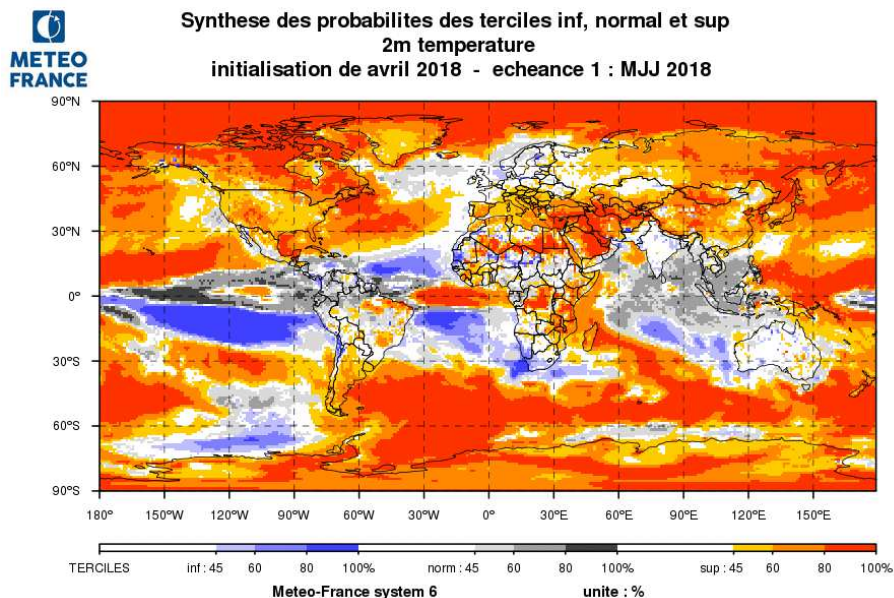 METEO
FRANCE
Synthese des probabilites des terciles inf, normal et sup
2m temperature
initialisation de avril 2018 - echeance 1 : MJJ 2018
90ºN
60ºN
30ºN
0º
30ºS
60ºS
90ºS
180º 150ºW 120ºW 90ºW 60ºW 30ºW 0º 30ºE 60ºE 90ºE 120ºE 150ºE
TERCILES inf : 45 60 80 100% norm : 45 60 80 100% sup : 45 60 80 100%
Meteo-France system 6 unite : %